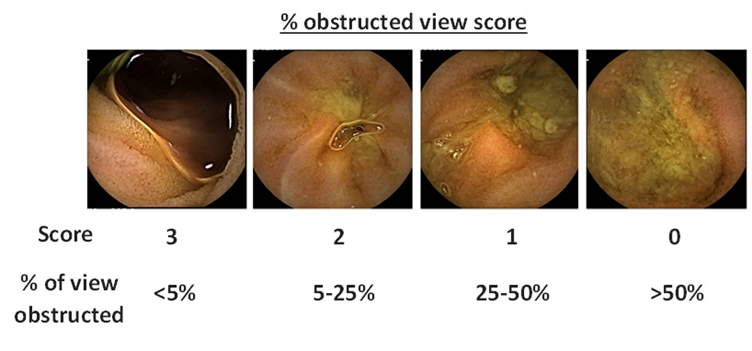 % obstructed view score
Score 3 2 1 0
% of view obstructed <5% 5-25% 25-50% >50%